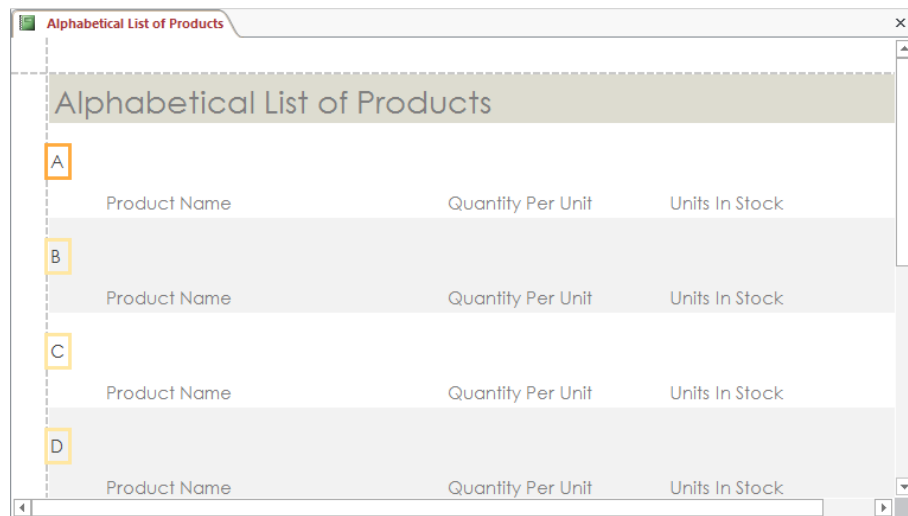 Alphabetical List of Products
Alphabetical List of Products
A
Product Name Quantity Per Unit Units In Stock
B
Product Name Quantity Per Unit Units In Stock
C
Product Name Quantity Per Unit Units In Stock
D
Product Name Quantity Per Unit Units In Stock